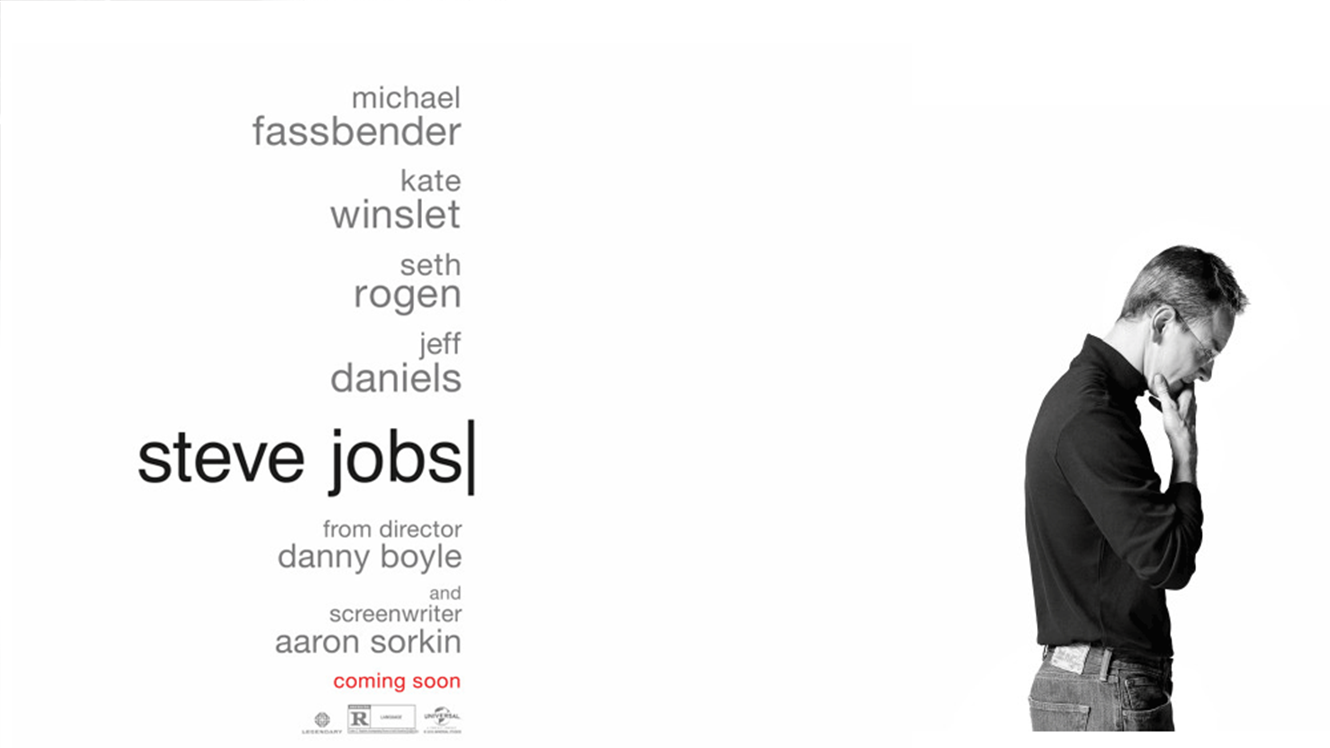 michael
fassbender
kate
winslet
seth
rogen
jeff
daniels
steve jobs|
from director
danny boyle
and
screenwriter
aaron sorkin
coming soon
LEGENDARY
R
LANGUAGE
UNIVERSAL